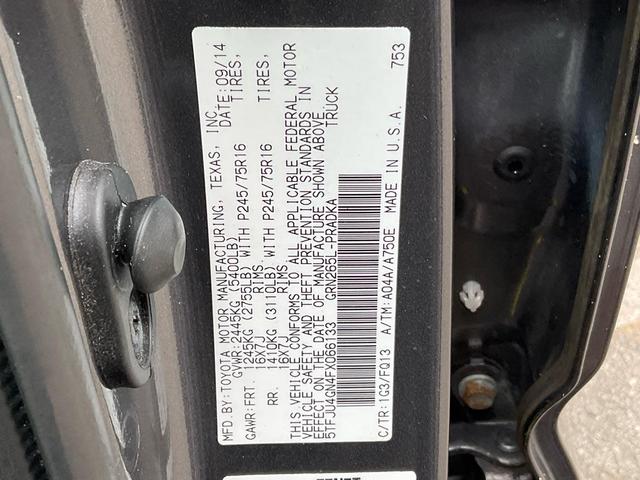 MFD.BY:TOYOTA MOTOR MANUFACTURING, TEXAS, INC. DATE:09/14
GVWR:2445KG (5400LB)
GAWR:FRT. 1245KG (2755LB) WITH P245/75R16 TIRES,
16X7J RIMS
RR. 1410KG (3110LB) WITH P245/75R16 TIRES,
16X7J RIMS
THIS VEHICLE CONFORMS TO ALL APPLICABLE FEDERAL MOTOR
VEHICLE SAFETY AND THEFT PREVENTION STANDARDS IN
EFFECT ON THE DATE OF MANUFACTURE SHOWN ABOVE.
5TFJU4GN4FX066133 GRN265L-PRADKA TRUCK
C/TR:1G3/FQ13 A/TM:A04A/A750E MADE IN U.S.A. 753